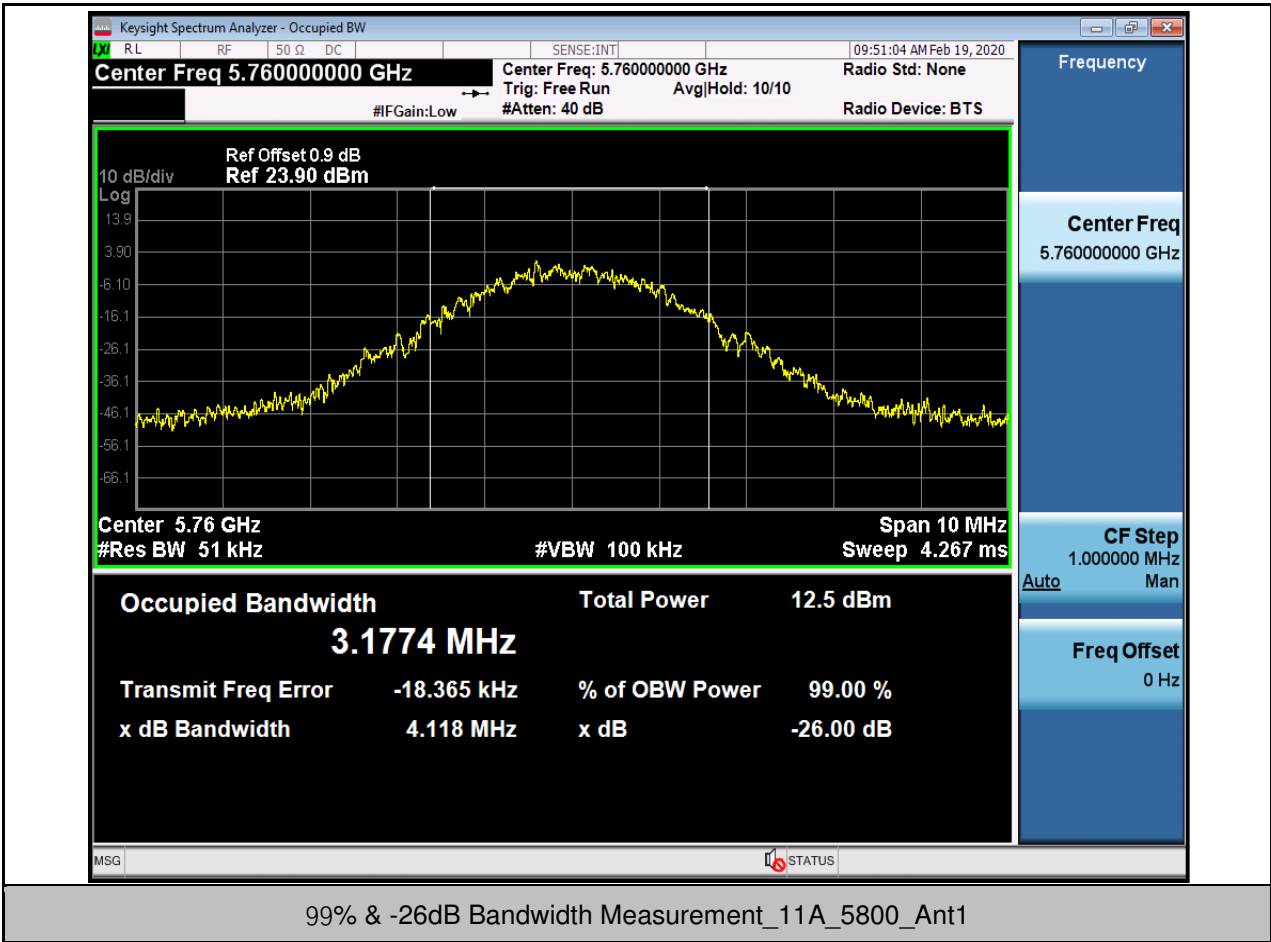 Keysight Spectrum Analyzer - Occupied BW
LXI RL RF 50 Ω DC SENSE:INT 09:51:04 AM Feb 19, 2020
Center Freq 5.760000000 GHz
Center Freq: 5.760000000 GHz Radio Std: None
Trig: Free Run Avg|Hold: 10/10
#IFGain:Low #Atten: 40 dB Radio Device: BTS
Ref Offset 0.9 dB
10 dB/div Ref 23.90 dBm
Log
13.9
3.90
-6.10
-16.1
-26.1
-36.1
-46.1
-56.1
-66.1
Center 5.76 GHz Span 10 MHz
#Res BW 51 kHz #VBW 100 kHz Sweep 4.267 ms
Occupied Bandwidth Total Power 12.5 dBm
3.1774 MHz
Transmit Freq Error -18.365 kHz % of OBW Power 99.00 %
x dB Bandwidth 4.118 MHz x dB -26.00 dB
MSG STATUS
Frequency
Center Freq
5.760000000 GHz
CF Step
1.000000 MHz
Auto Man
Freq Offset
0 Hz
99% & -26dB Bandwidth Measurement_11A_5800_Ant1